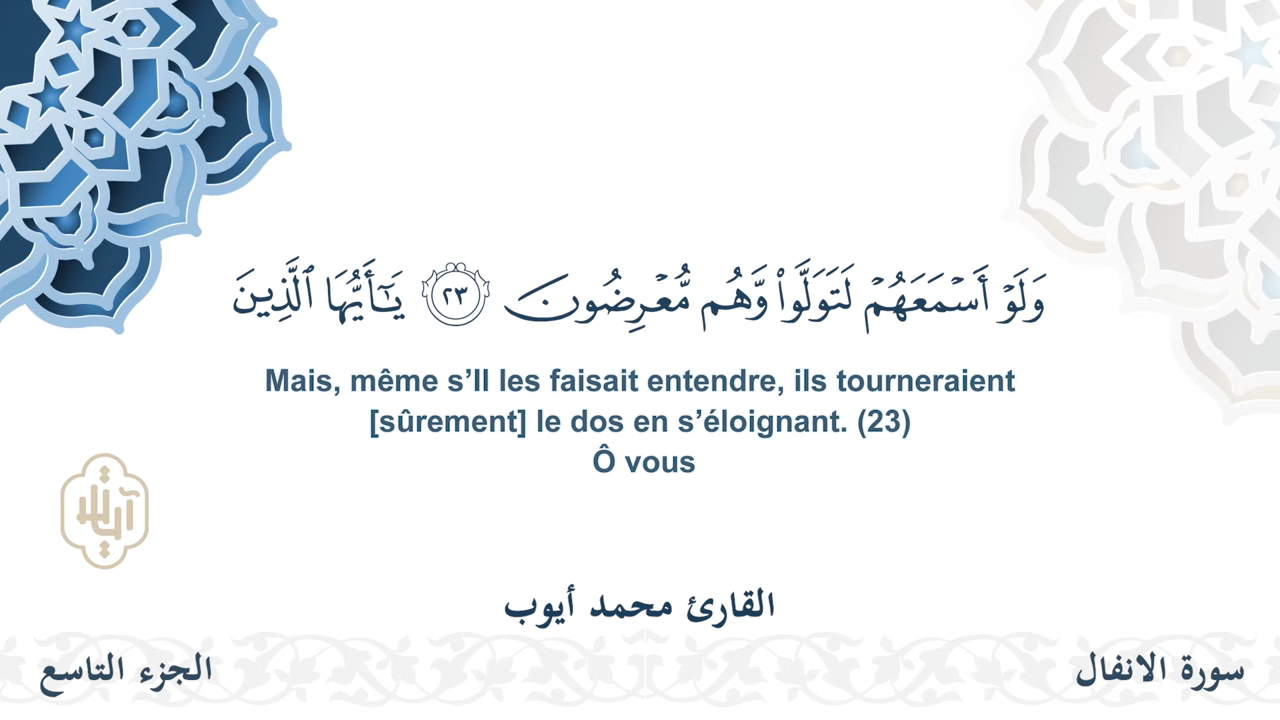 وَلَوۡ أَسۡمَعَهُمۡ لَتَوَلَّواْ وَّهُم مُّعۡرِضُونَ ٢٣ يَٰٓأَيُّهَا ٱلَّذِينَ
Mais, même s’Il les faisait entendre, ils tourneraient
[sûrement] le dos en s’éloignant. (23)
Ô vous
القارئ محمد أيوب
سورة الانفال
الجزء التاسع